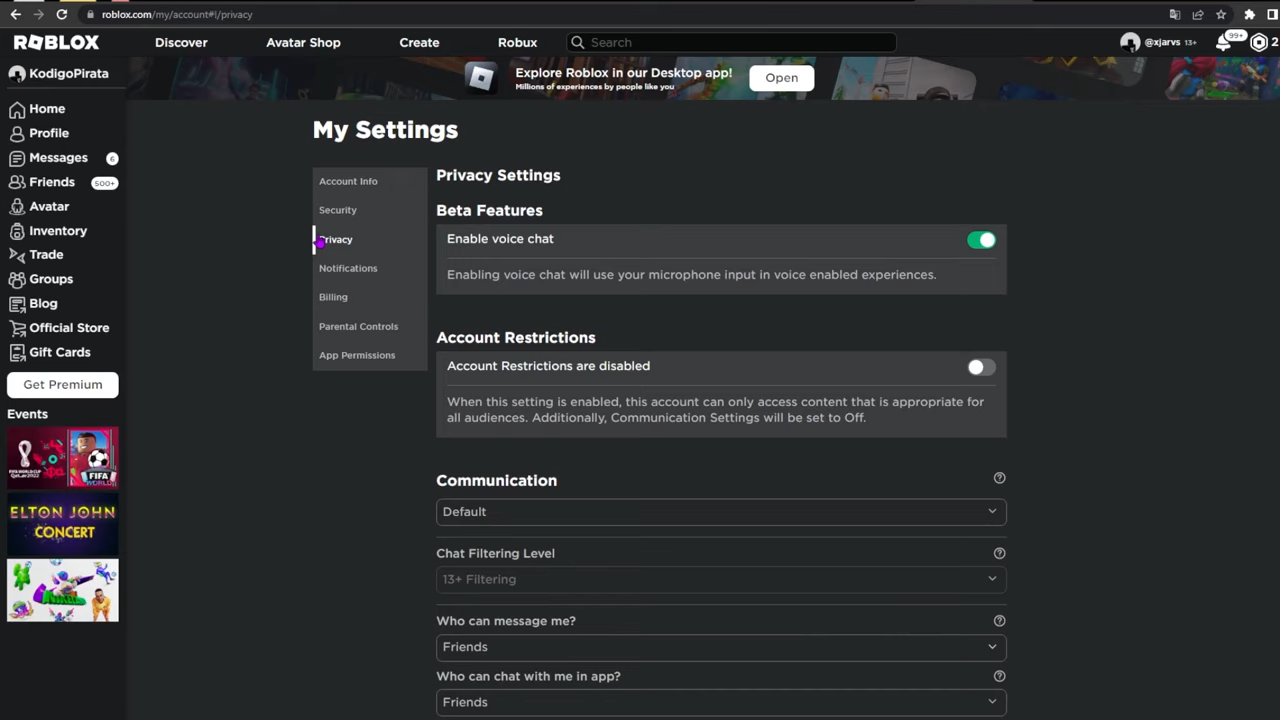 roblox.com/my/account#!/privacy
ROBLOX
Discover
Avatar Shop
Create
Robux
Search
@xjarvs 13+
99+
2
KodigoPirata
Explore Roblox in our Desktop app!
Millions of experiences by people like you
Open
Home
Profile
Messages 6
Friends 500+
Avatar
Inventory
Trade
Groups
Blog
Official Store
Gift Cards
Get Premium
Events
FIFA WORLD CUP
Qatar2022
FIFA
WORLD
ELTON JOHN
CONCERT
My Settings
Account Info
Security
Privacy
Notifications
Billing
Parental Controls
App Permissions
Privacy Settings
Beta Features
Enable voice chat
Enabling voice chat will use your microphone input in voice enabled experiences.
Account Restrictions
Account Restrictions are disabled
When this setting is enabled, this account can only access content that is appropriate for
all audiences. Additionally, Communication Settings will be set to Off.
Communication
Default
Chat Filtering Level
13+ Filtering
Who can message me?
Friends
Who can chat with me in app?
Friends